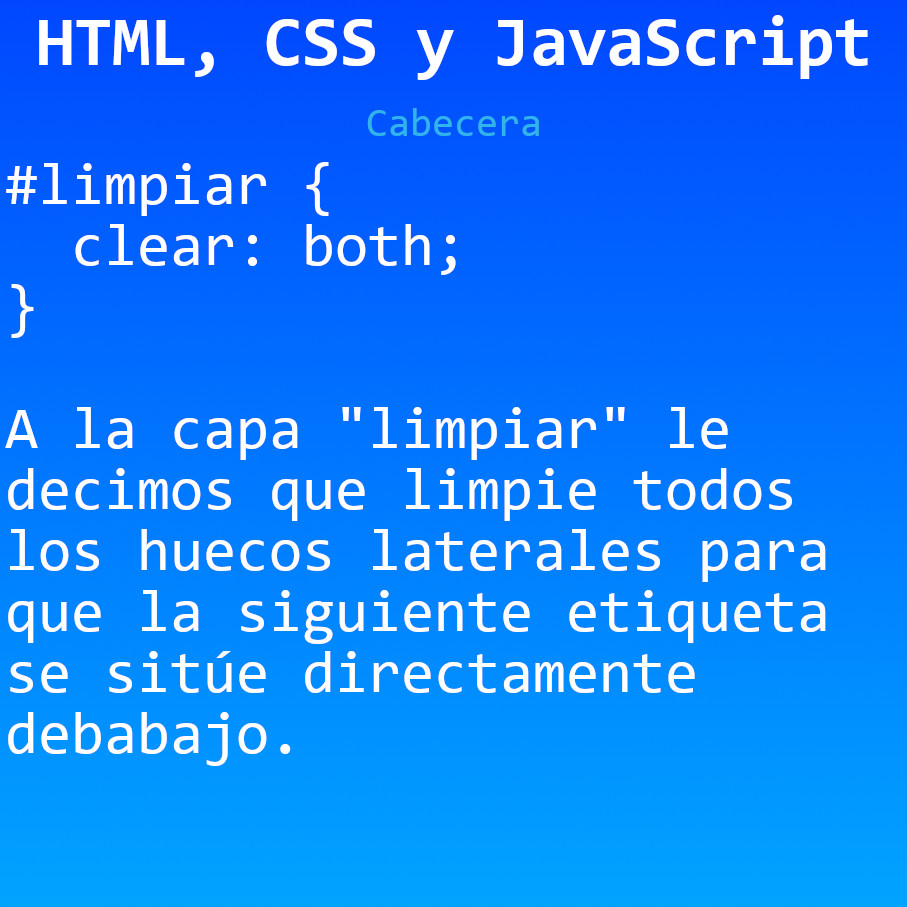 HTML, CSS y JavaScript
Cabecera
#limpiar {
  clear: both;
}
A la capa "limpiar" le
decimos que limpie todos
los huecos laterales para
que la siguiente etiqueta
se sitúe directamente
debabajo.